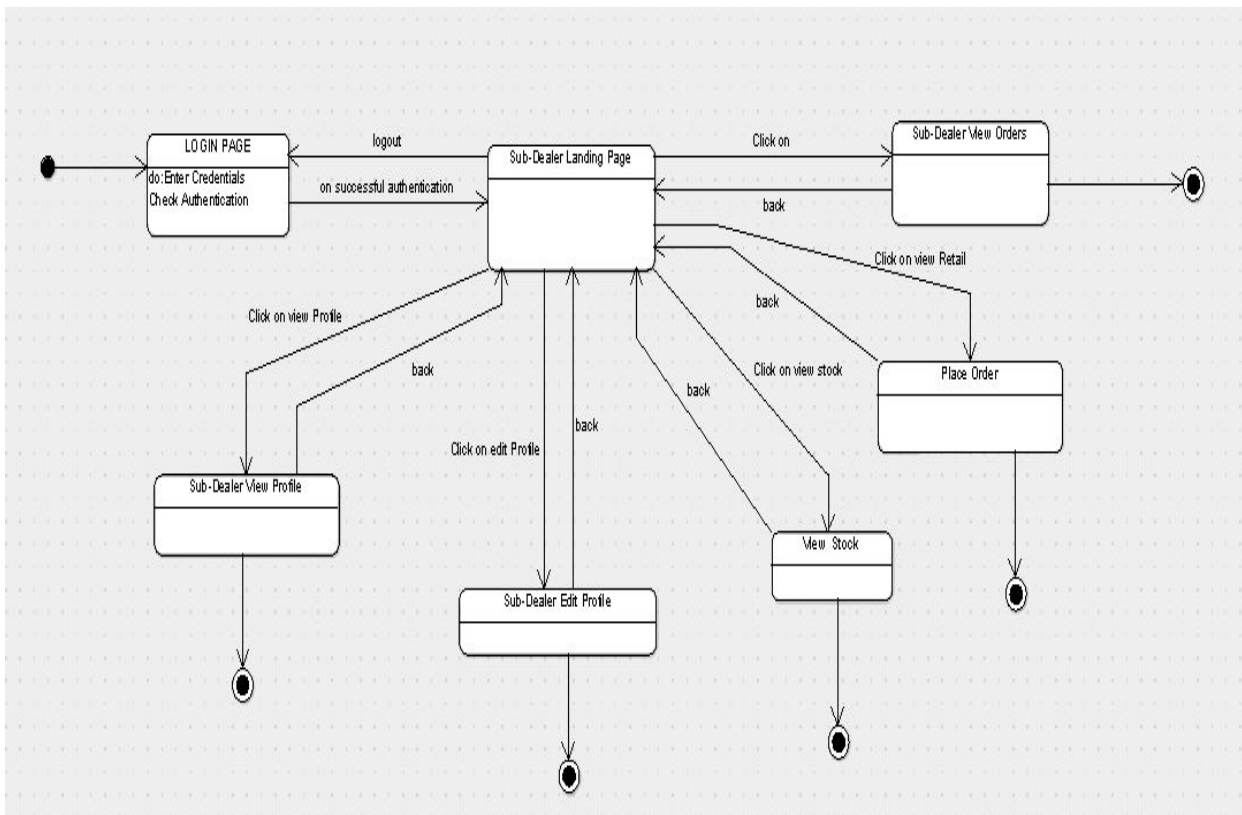 LOGIN PAGE
do:Enter Credentials
Check Authentication
logout
on successful authentication
Sub-Dealer Landing Page
Click on
back
Sub-Dealer View Orders
Click on view Retail
back
Place Order
Click on view Profile
back
Sub-Dealer View Profile
Click on edit Profile
back
Sub-Dealer Edit Profile
Click on view stock
back
View Stock